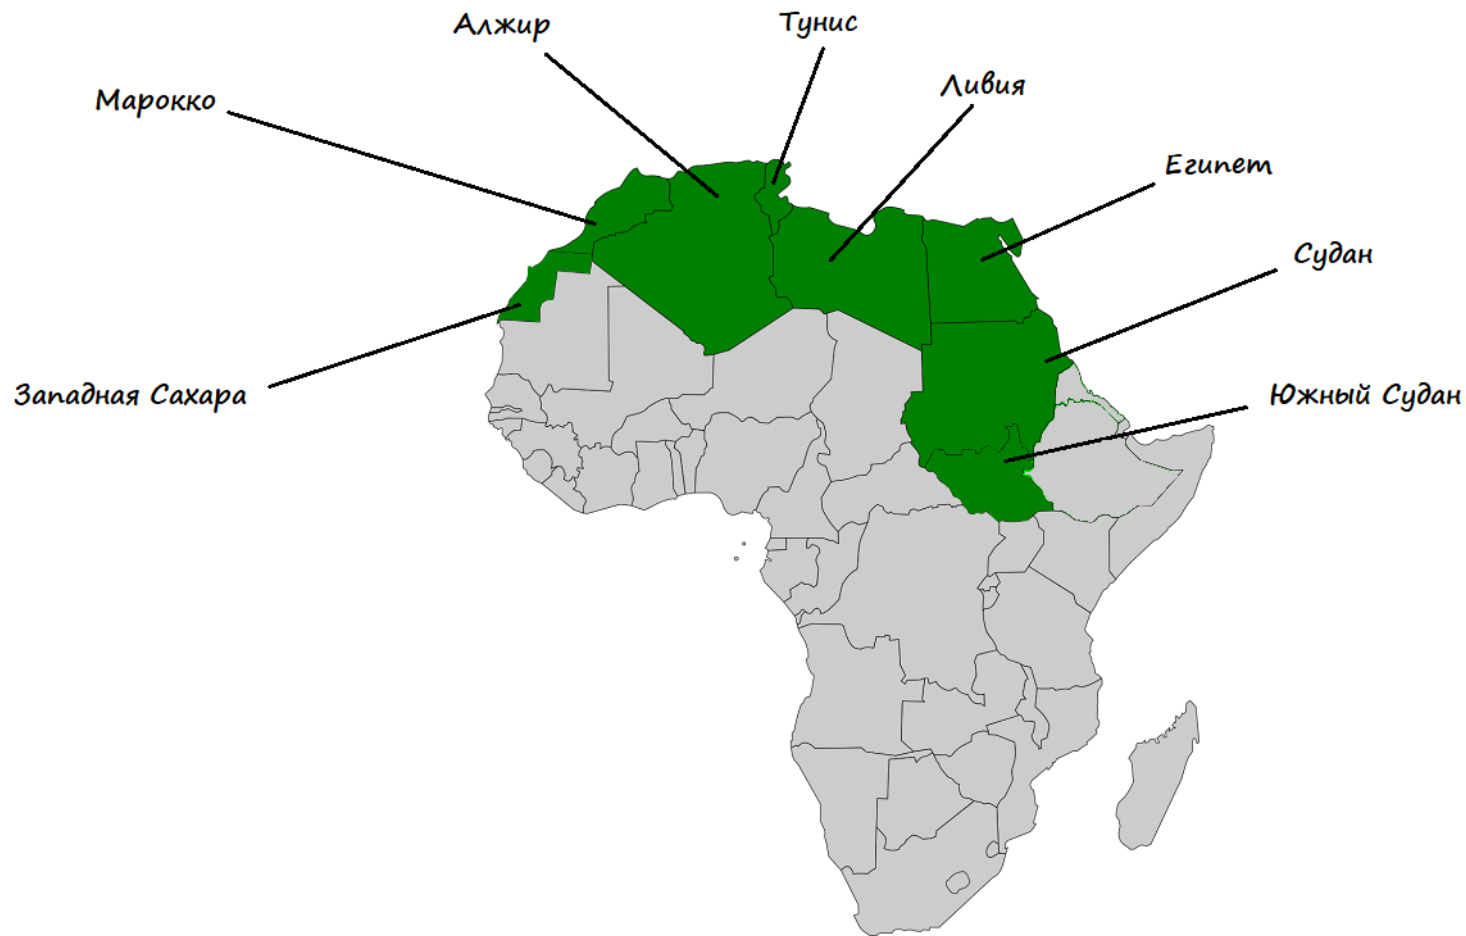 Алжир
Тунис
Ливия
Марокко
Египет
Судан
Западная Сахара
Южный Судан